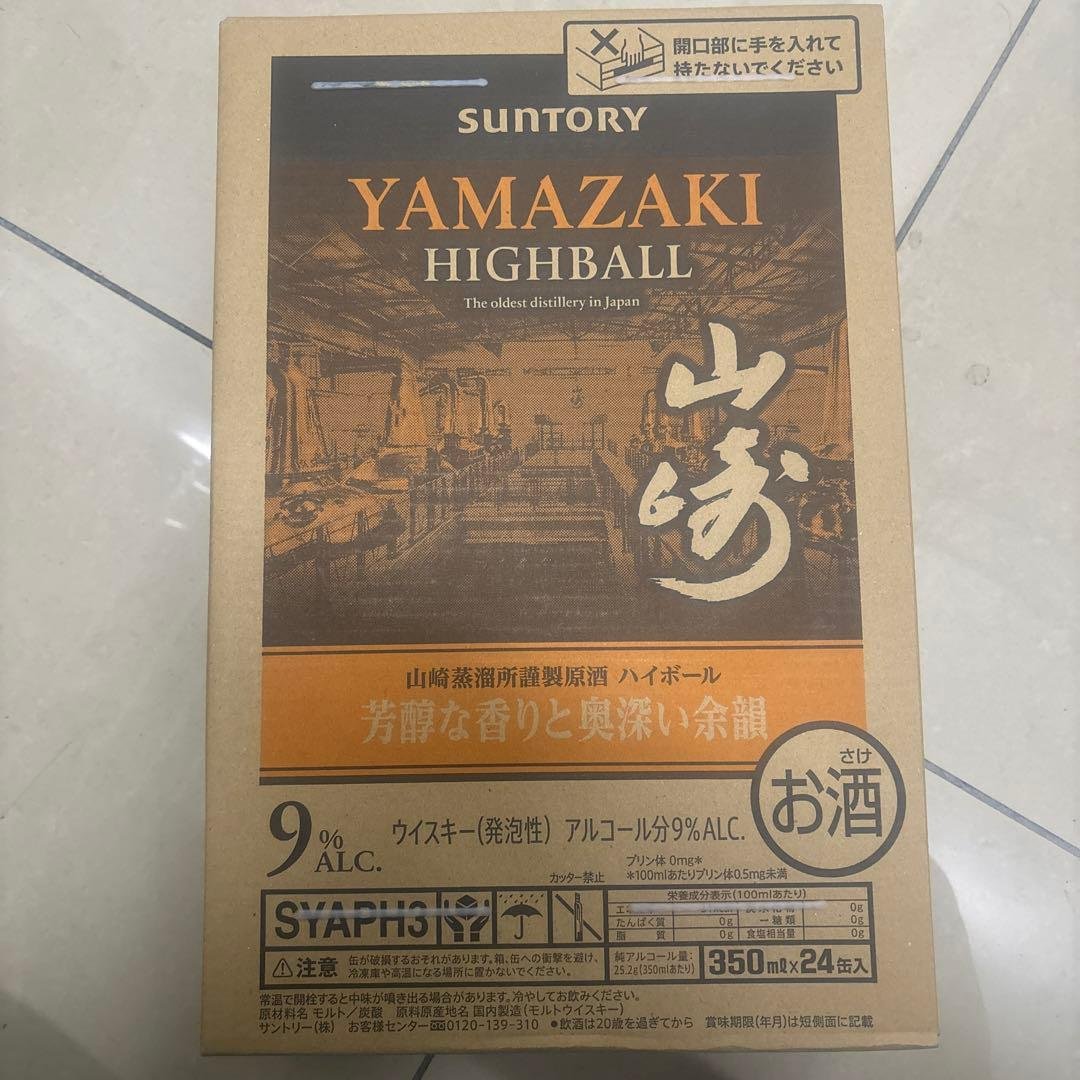 開口部に手を入れて
持たないでください
SUNTORY
YAMAZAKI
HIGHBALL
The oldest distillery in Japan
山崎
山崎蒸溜所謹製原酒 ハイボール
芳醇な香りと奥深い余韻
さけ
お酒
9%
ALC.
ウイスキー(発泡性) アルコール分9%ALC.
プリン体 0mg*
*100mlあたりプリン体0.5mg未満
カッター禁止
SYAPH3
栄養成分表示(100mlあたり)
0g
たんぱく質 0g 一糖類 0g
脂質 0g 食塩相当量 0g
注意
缶が破損するおそれがあります。箱、缶への衝撃を避け、
冷凍庫や高温になる場所に置かないでください。
純アルコール量:
25.2g(350mlあたり)
350ml×24缶入
常温で開栓すると中味が噴き出る場合があります。冷やしてお飲みください。
原材料名 モルト/炭酸 原料原産地名 国内製造(モルトウイスキー)
サントリー(株) お客様センター 0120-139-310 ●飲酒は20歳を過ぎてから 賞味期限(年月)は短側面に記載